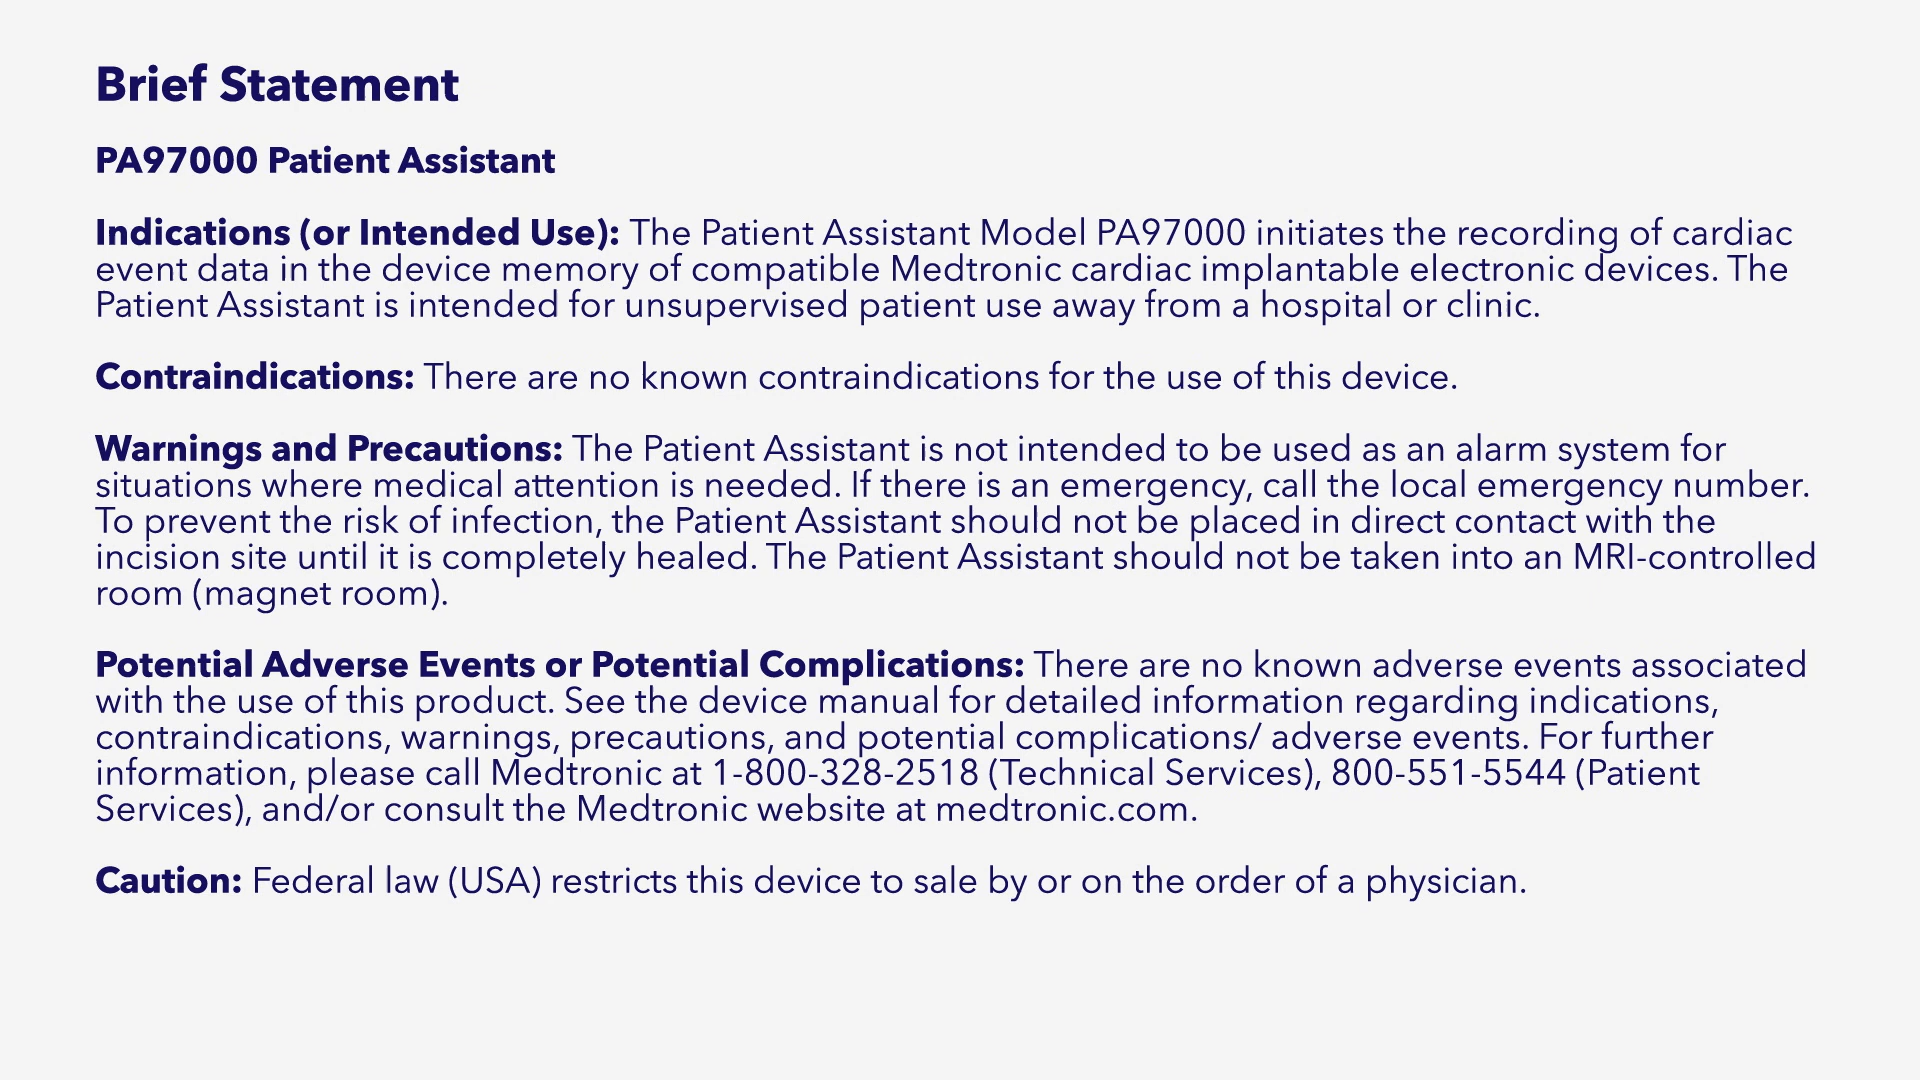 Brief Statement
PA97000 Patient Assistant
Indications (or Intended Use): The Patient Assistant Model PA97000 initiates the recording of cardiac
event data in the device memory of compatible Medtronic cardiac implantable electronic devices. The
Patient Assistant is intended for unsupervised patient use away from a hospital or clinic.
Contraindications: There are no known contraindications for the use of this device.
Warnings and Precautions: The Patient Assistant is not intended to be used as an alarm system for
situations where medical attention is needed. If there is an emergency, call the local emergency number.
To prevent the risk of infection, the Patient Assistant should not be placed in direct contact with the
incision site until it is completely healed. The Patient Assistant should not be taken into an MRI-controlled
room (magnet room).
Potential Adverse Events or Potential Complications: There are no known adverse events associated
with the use of this product. See the device manual for detailed information regarding indications,
contraindications, warnings, precautions, and potential complications/ adverse events. For further
information, please call Medtronic at 1-800-328-2518 (Technical Services), 800-551-5544 (Patient
Services), and/or consult the Medtronic website at medtronic.com.
Caution: Federal law (USA) restricts this device to sale by or on the order of a physician.